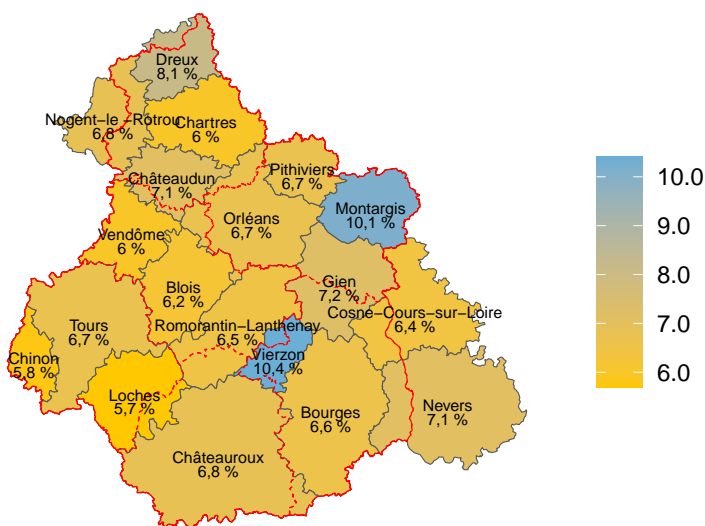 Dreux
8,1 %
Nogent−le −Rotrou
6,8 %
Chartres
6 %
Châteaudun
7,1 %
Pithiviers
6,7 %
Montargis
10,1 %
Orléans
6,7 %
Vendôme
6 %
Blois
6,2 %
Gien
7,2 %
Cosne−Cours−sur−Loire
6,4 %
Tours
6,7 %
Romorantin−Lanthenay
6,5 %
Vierzon
10,4 %
Chinon
5,8 %
Loches
5,7 %
Bourges
6,6 %
Nevers
7,1 %
Châteauroux
6,8 %
10.0
9.0
8.0
7.0
6.0